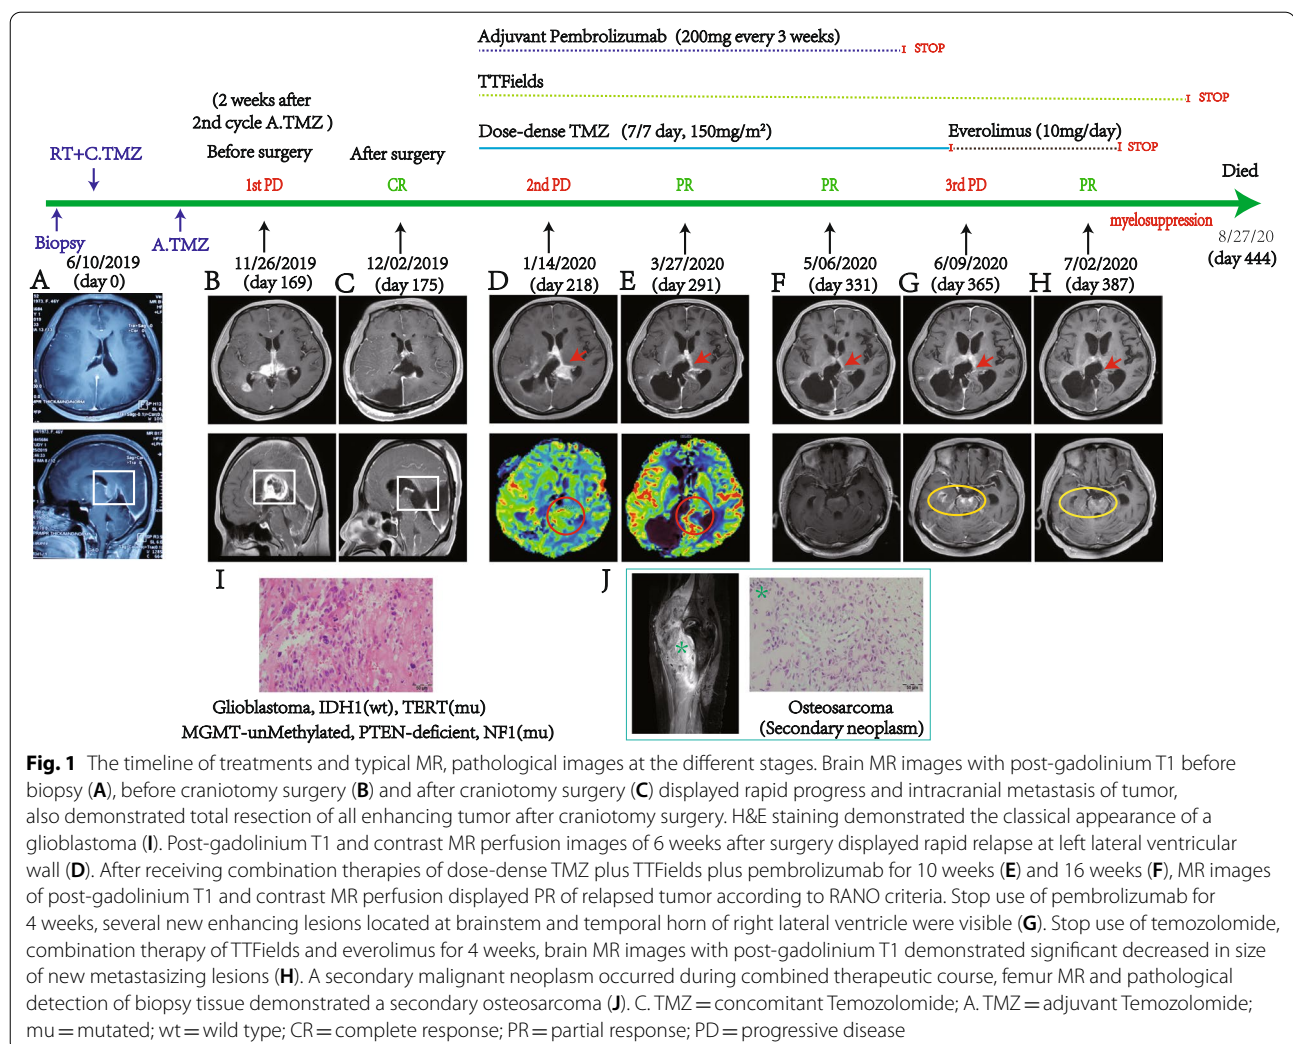 Adjuvant Pembrolizumab (200mg every 3 weeks)
STOP
TTFields
STOP
(2 weeks after
2nd cycle A.TMZ )
Dose-dense TMZ (7/7 day, 150mg/m²)
Everolimus (10mg/day)
STOP
RT+C.TMZ
Before surgery
After surgery
Died
1st PD
CR
2nd PD
PR
PR
3rd PD
PR
myelosuppression
Biopsy
A.TMZ
8/27/20
(day 444)
A
6/10/2019
(day 0)
B
11/26/2019
(day 169)
C
12/02/2019
(day 175)
D
1/14/2020
(day 218)
E
3/27/2020
(day 291)
F
5/06/2020
(day 331)
G
6/09/2020
(day 365)
H
7/02/2020
(day 387)
I
J
*
*
Glioblastoma, IDH1(wt), TERT(mu)
MGMT-unMethylated, PTEN-deficient, NF1(mu)
Osteosarcoma
(Secondary neoplasm)
Fig. 1 The timeline of treatments and typical MR, pathological images at the different stages. Brain MR images with post-gadolinium T1 before
biopsy (A), before craniotomy surgery (B) and after craniotomy surgery (C) displayed rapid progress and intracranial metastasis of tumor,
also demonstrated total resection of all enhancing tumor after craniotomy surgery. H&E staining demonstrated the classical appearance of a
glioblastoma (I). Post-gadolinium T1 and contrast MR perfusion images of 6 weeks after surgery displayed rapid relapse at left lateral ventricular
wall (D). After receiving combination therapies of dose-dense TMZ plus TTFields plus pembrolizumab for 10 weeks (E) and 16 weeks (F), MR images
of post-gadolinium T1 and contrast MR perfusion displayed PR of relapsed tumor according to RANO criteria. Stop use of pembrolizumab for
4 weeks, several new enhancing lesions located at brainstem and temporal horn of right lateral ventricle were visible (G). Stop use of temozolomide,
combination therapy of TTFields and everolimus for 4 weeks, brain MR images with post-gadolinium T1 demonstrated significant decreased in size
of new metastasizing lesions (H). A secondary malignant neoplasm occurred during combined therapeutic course, femur MR and pathological
detection of biopsy tissue demonstrated a secondary osteosarcoma (J). C. TMZ = concomitant Temozolomide; A. TMZ = adjuvant Temozolomide;
mu = mutated; wt = wild type; CR = complete response; PR = partial response; PD = progressive disease